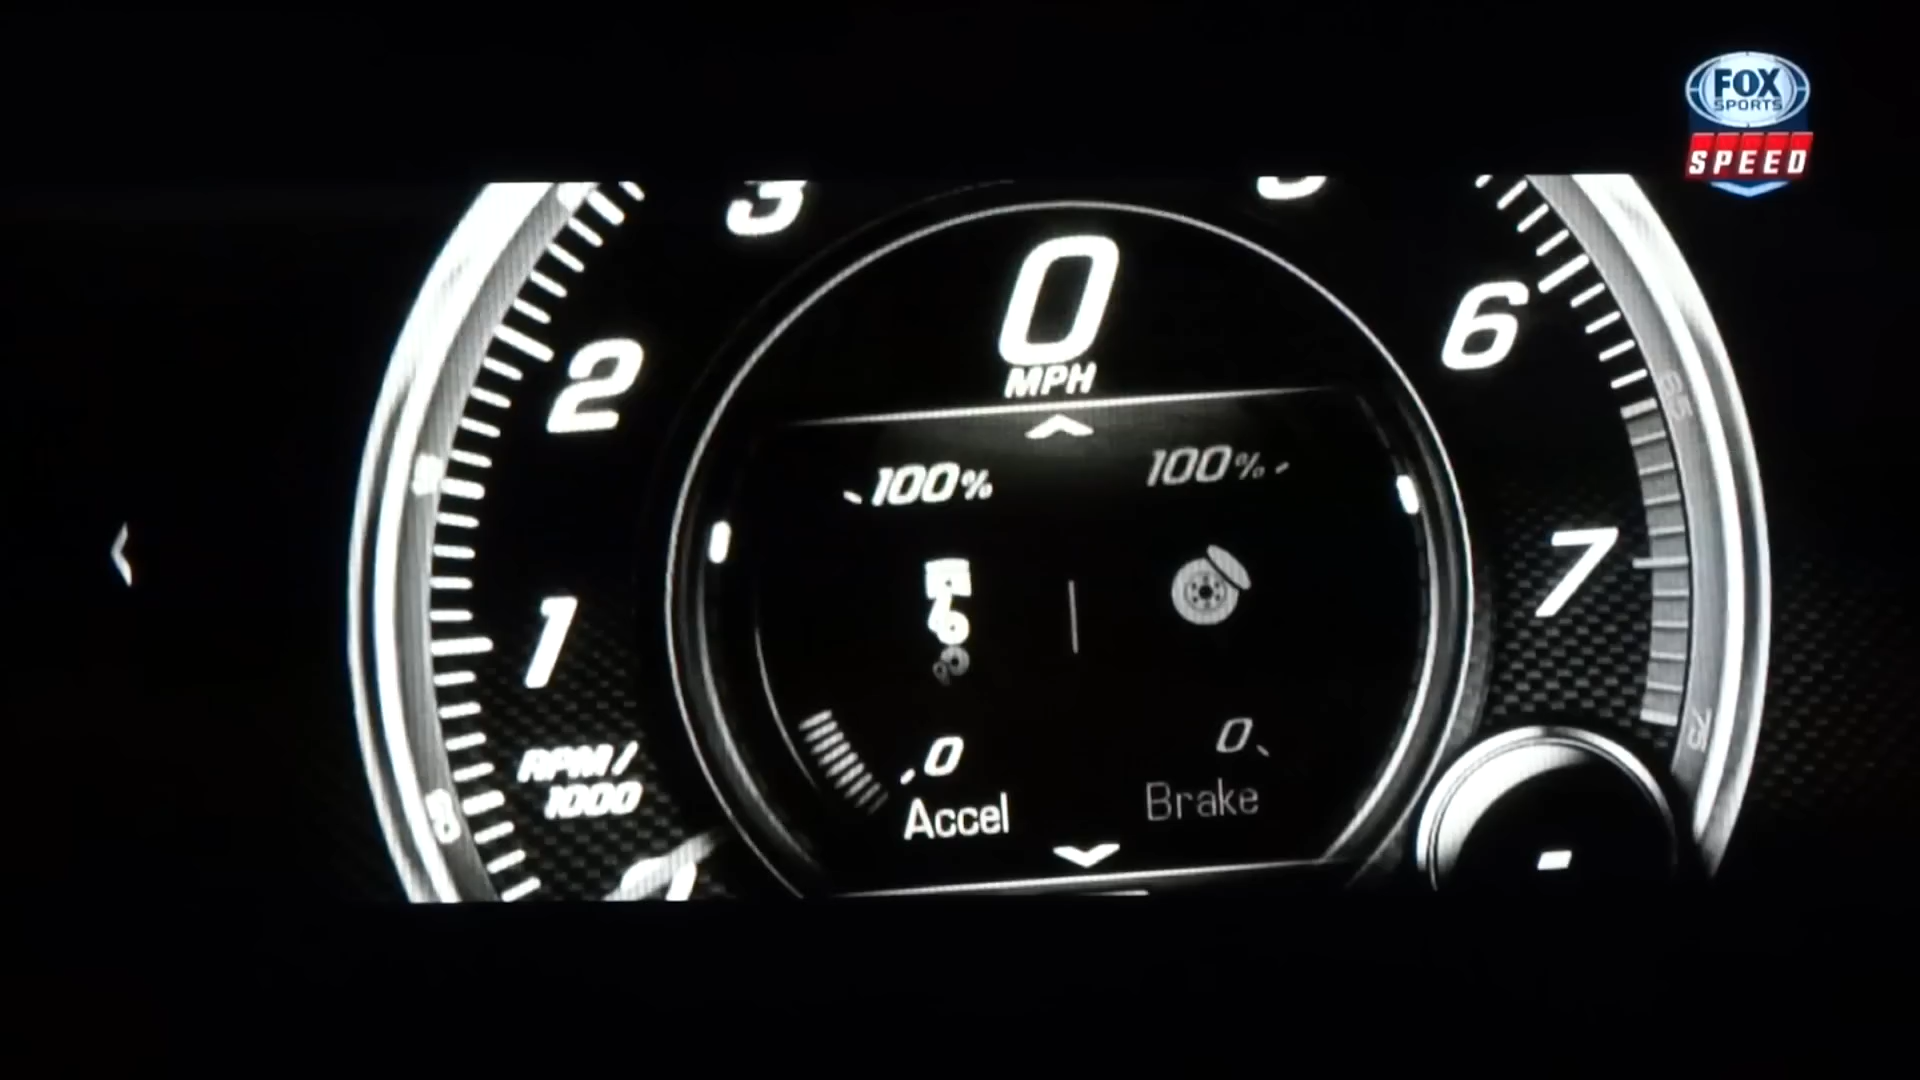 FOX
SPORTS
SPEED
3
0
MPH
2
6
100%
100%
1
7
RPM/
1000
0
0
Accel
Brake
-